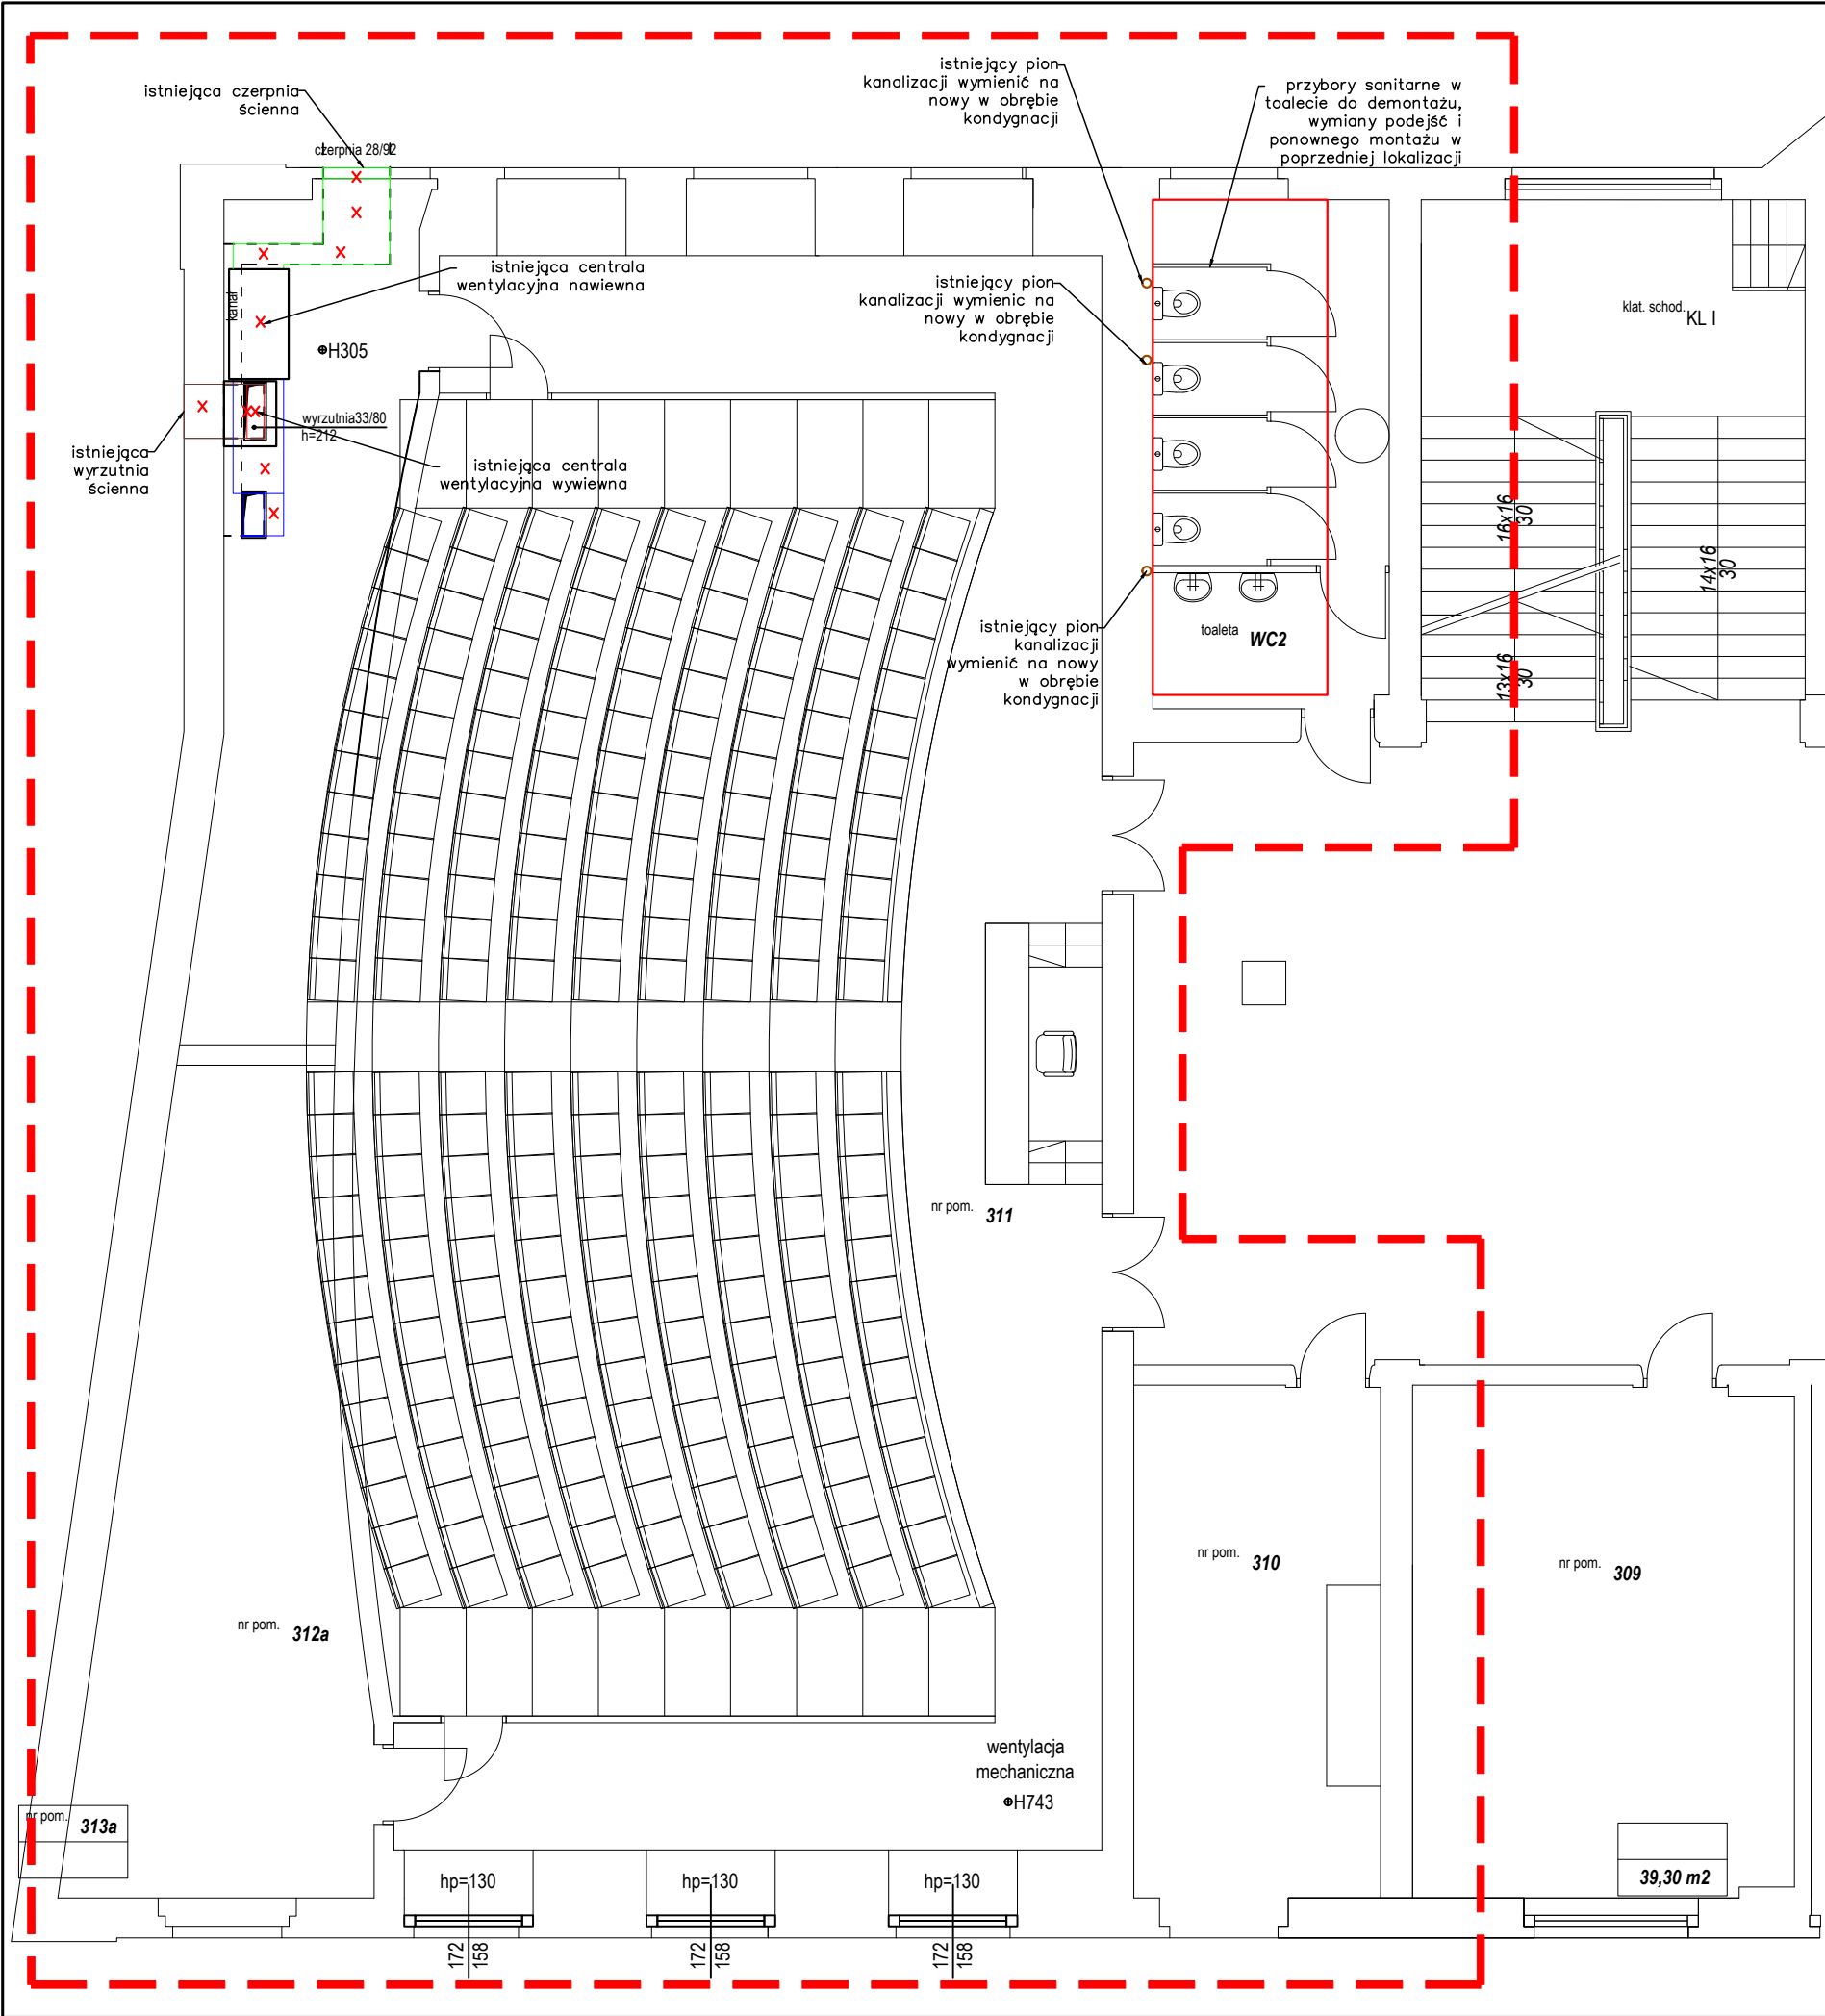 istniejąca czerpnia
ścienna
czerpnia 28/92
istniejący pion
kanalizacji wymienić na
nowy w obrębie
kondygnacji
przybory sanitarne w
toalecie do demontażu,
wymiany podejść i
ponownego montażu w
poprzedniej lokalizacji
istniejąca centrala
wentylacyjna nawiewna
kanał
H305
istniejący pion
kanalizacji wymienic na
nowy w obrębie
kondygnacji
klat. schod. KL I
wyrzutnia33/80
h=212
istniejąca
wyrzutnia
ścienna
istniejąca centrala
wentylacyjna wywiewna
16x16
30
14x16
30
13x16
30
istniejący pion
kanalizacji
wymienić na nowy
w obrębie
kondygnacji
toaleta WC2
nr pom. 311
nr pom. 310
nr pom. 309
nr pom. 312a
wentylacja
mechaniczna
H743
nr pom. 313a
39,30 m2
hp=130
hp=130
hp=130
172
158
172
158
172
158